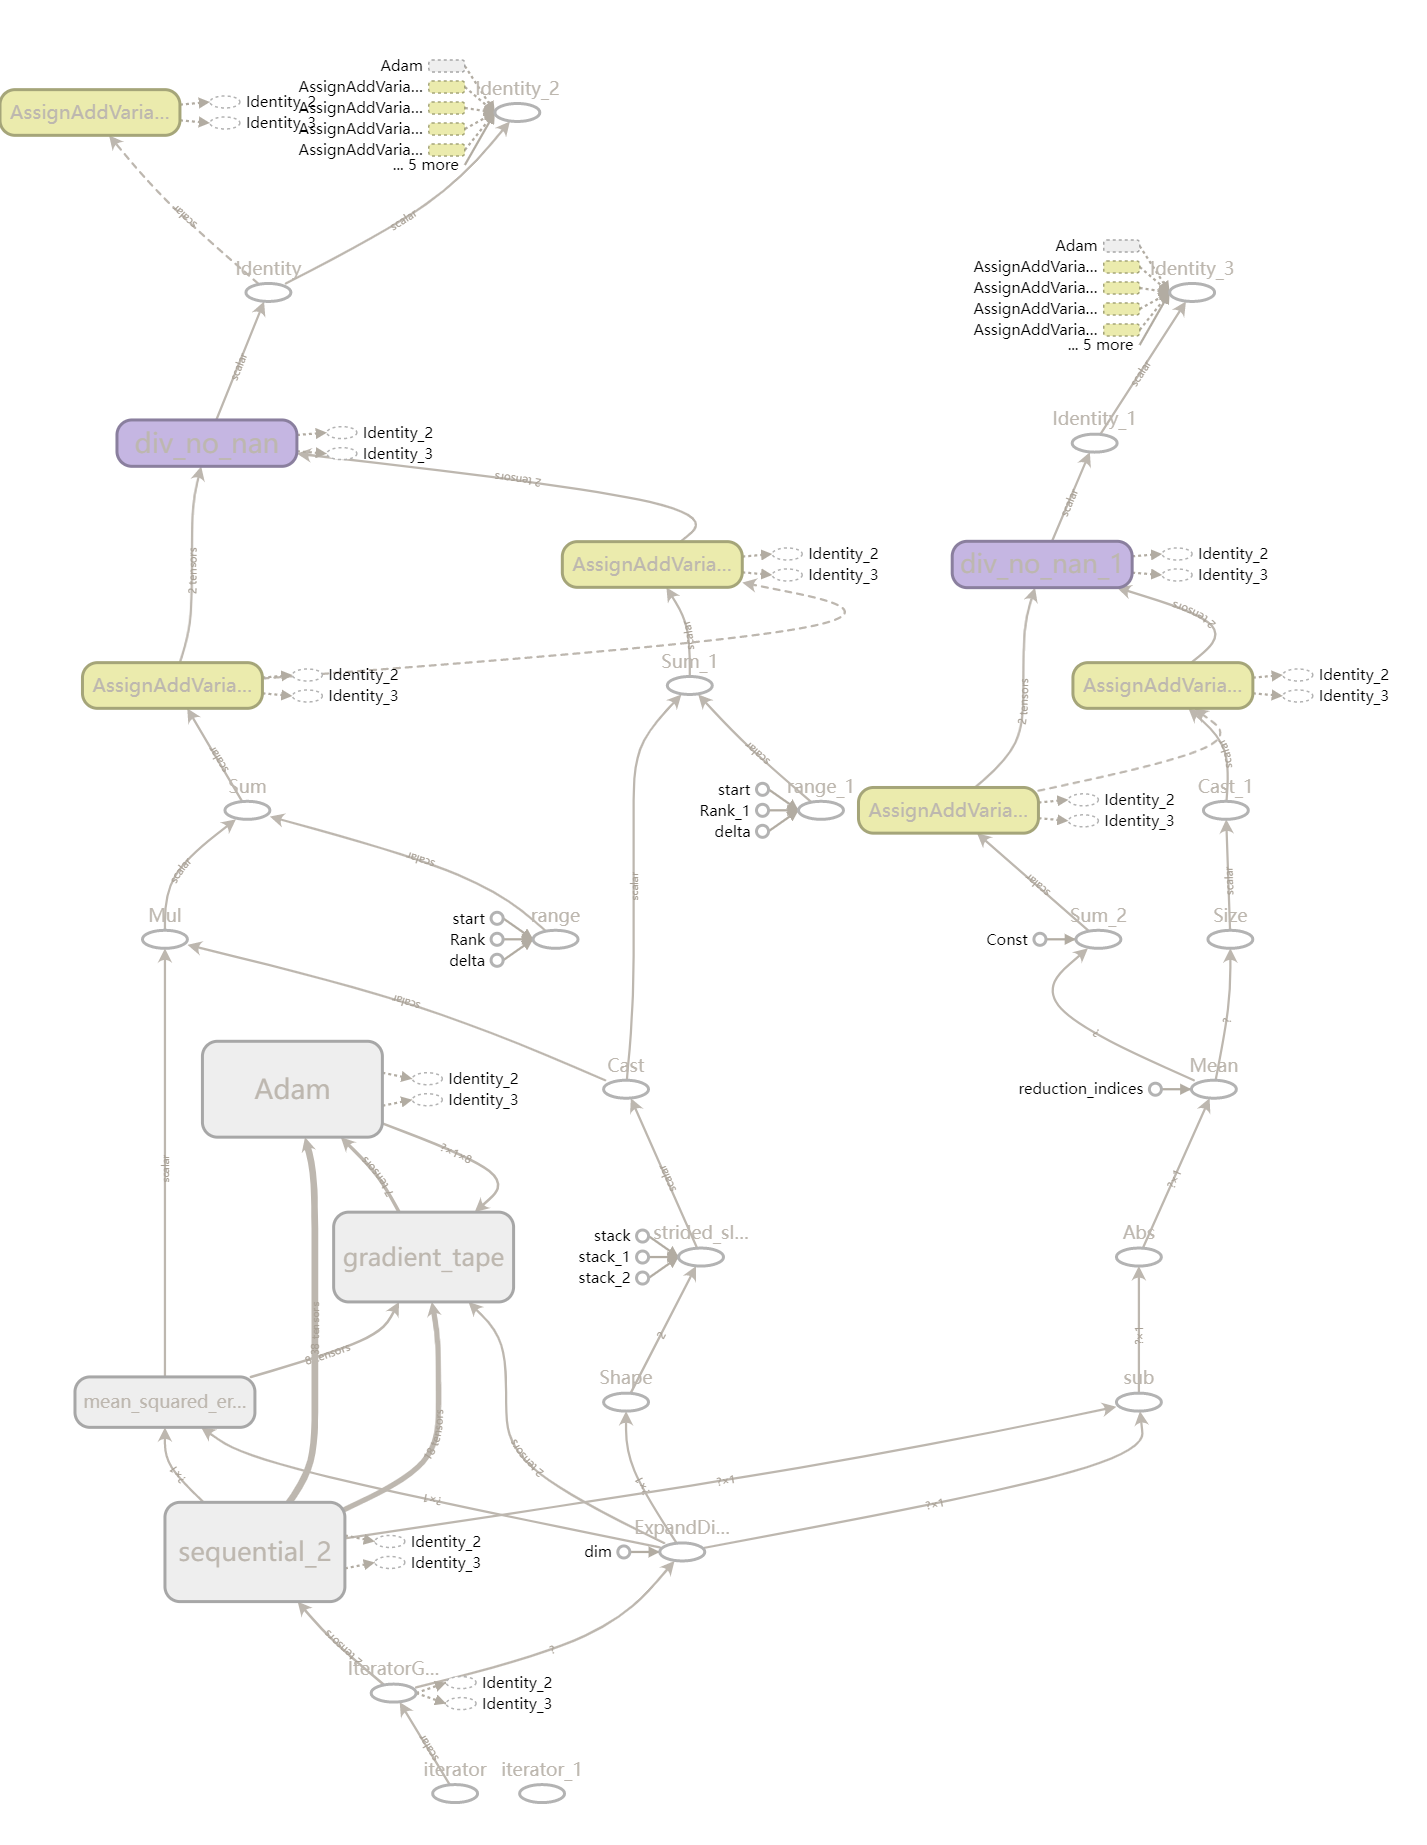 Adam
Identity_2
AssignAddVaria...
AssignAddVaria...
Identity_2
AssignAddVaria...
AssignAddVaria...
Identity_3
AssignAddVaria...
... 5 more
scalar
scalar
Identity
Adam
Identity_3
AssignAddVaria...
AssignAddVaria...
AssignAddVaria...
AssignAddVaria...
... 5 more
scalar
scalar
Identity_1
div_no_nan
Identity_2
Identity_3
2 tensors
scalar
AssignAddVaria...
Identity_2
Identity_3
div_no_nan_1
Identity_2
Identity_3
2 tensors
2 tensors
scalar
Sum_1
AssignAddVaria...
Identity_2
Identity_3
AssignAddVaria...
Identity_2
Identity_3
2 tensors
scalar
scalar
scalar
Sum
start
range_1
Rank_1
delta
AssignAddVaria...
Identity_2
Identity_3
Cast_1
scalar
scalar
scalar
scalar
scalar
Mul
start
range
Rank
delta
Const
Sum_2
Size
scalar
?
?
Adam
Identity_2
Identity_3
Cast
Mean
reduction_indices
?×1×8
7 tensors
scalar
scalar
?×1
gradient_tape
stack
strided_sl...
stack_1
stack_2
Abs
8 tensors
2
?×1
mean_squared_er...
Shape
sub
?×1
2 tensors
?×1
?×1
?×1
?×1
sequential_2
Identity_2
Identity_3
ExpandDi...
dim
2 tensors
?
IteratorG...
Identity_2
Identity_3
scalar
iterator
iterator_1